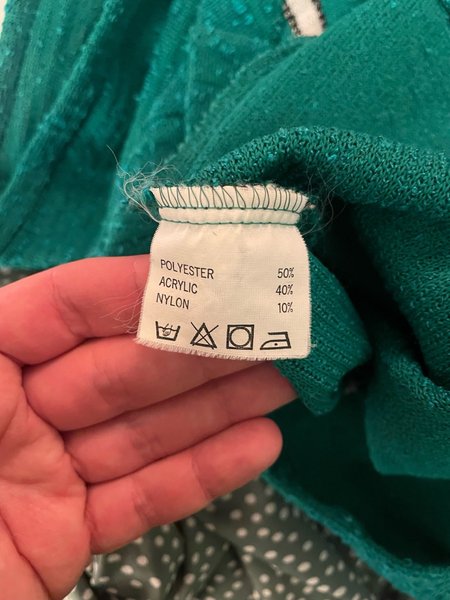 POLYESTER 50%
ACRYLIC 40%
NYLON 10%